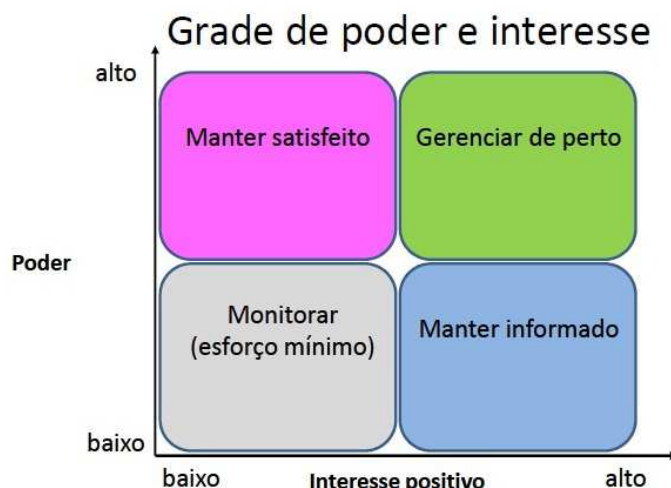 Grade de poder e interesse
alto
Manter satisfeito
Gerenciar de perto
Poder
Monitorar
(esforço mínimo)
Manter informado
baixo
baixo
Interesse positivo
alto